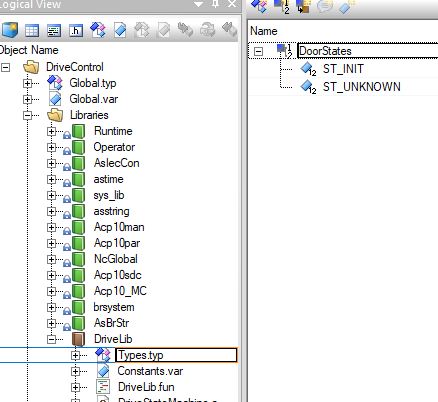 Logical View
Object Name
DriveControl
Global.typ
Global.var
Libraries
Runtime
Operator
AsIecCon
astime
sys_lib
asstring
Acp10man
Acp10par
NcGlobal
Acp10sdc
Acp10_MC
brsystem
AsBrStr
DriveLib
Types.typ
Constants.var
DriveLib.fun
Name
DoorStates
ST_INIT
ST_UNKNOWN